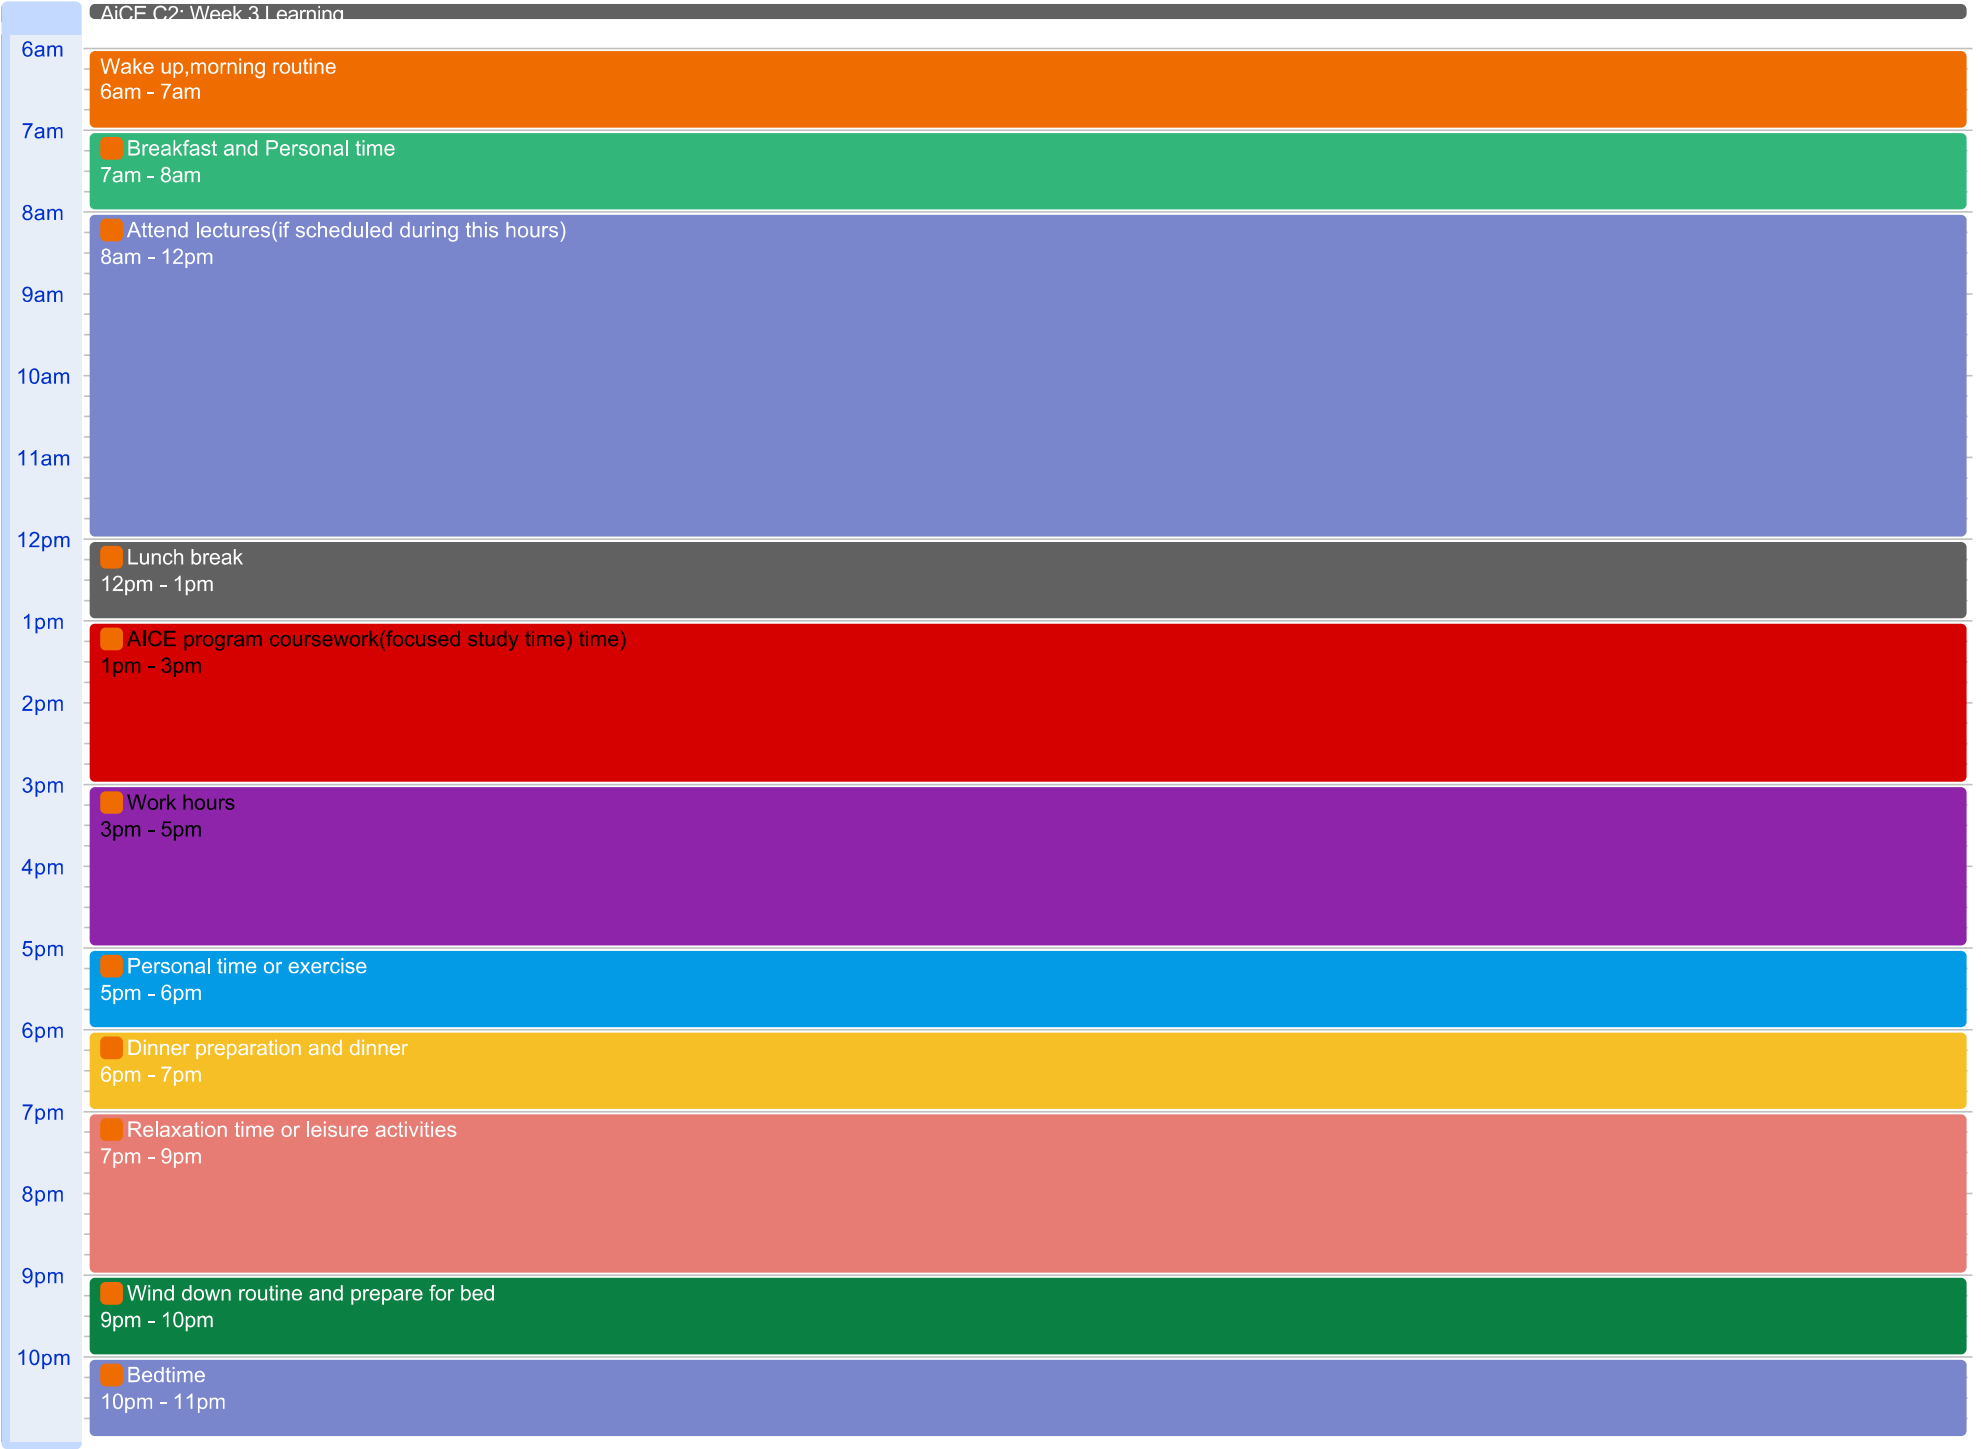 AiCE C2: Week 3 Learning
6am
Wake up,morning routine
6am - 7am
7am
Breakfast and Personal time
7am - 8am
8am
Attend lectures(if scheduled during this hours)
8am - 12pm
9am
10am
11am
12pm
Lunch break
12pm - 1pm
1pm
AICE program coursework(focused study time) time)
1pm - 3pm
2pm
3pm
Work hours
3pm - 5pm
4pm
5pm
Personal time or exercise
5pm - 6pm
6pm
Dinner preparation and dinner
6pm - 7pm
7pm
Relaxation time or leisure activities
7pm - 9pm
8pm
9pm
Wind down routine and prepare for bed
9pm - 10pm
10pm
Bedtime
10pm - 11pm